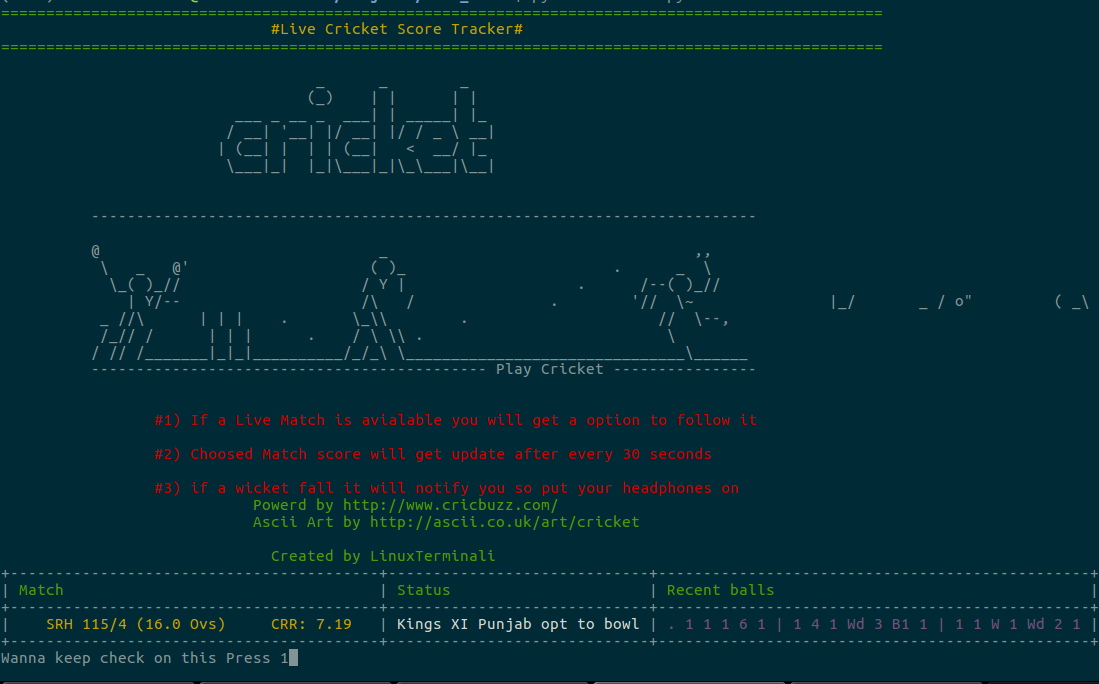 #Live Cricket Score Tracker#
cricket
Play Cricket
#1) If a Live Match is avialable you will get a option to follow it
#2) Choosed Match score will get update after every 30 seconds
#3) if a wicket fall it will notify you so put your headphones on
Powerd by http://www.cricbuzz.com/
Ascii Art by http://ascii.co.uk/art/cricket
Created by LinuxTerminali
| Match | Status | Recent balls |
| SRH 115/4 (16.0 Ovs) CRR: 7.19 | Kings XI Punjab opt to bowl | . 1 1 1 6 1 | 1 4 1 Wd 3 B1 1 | 1 1 W 1 Wd 2 1
Wanna keep check on this Press 1